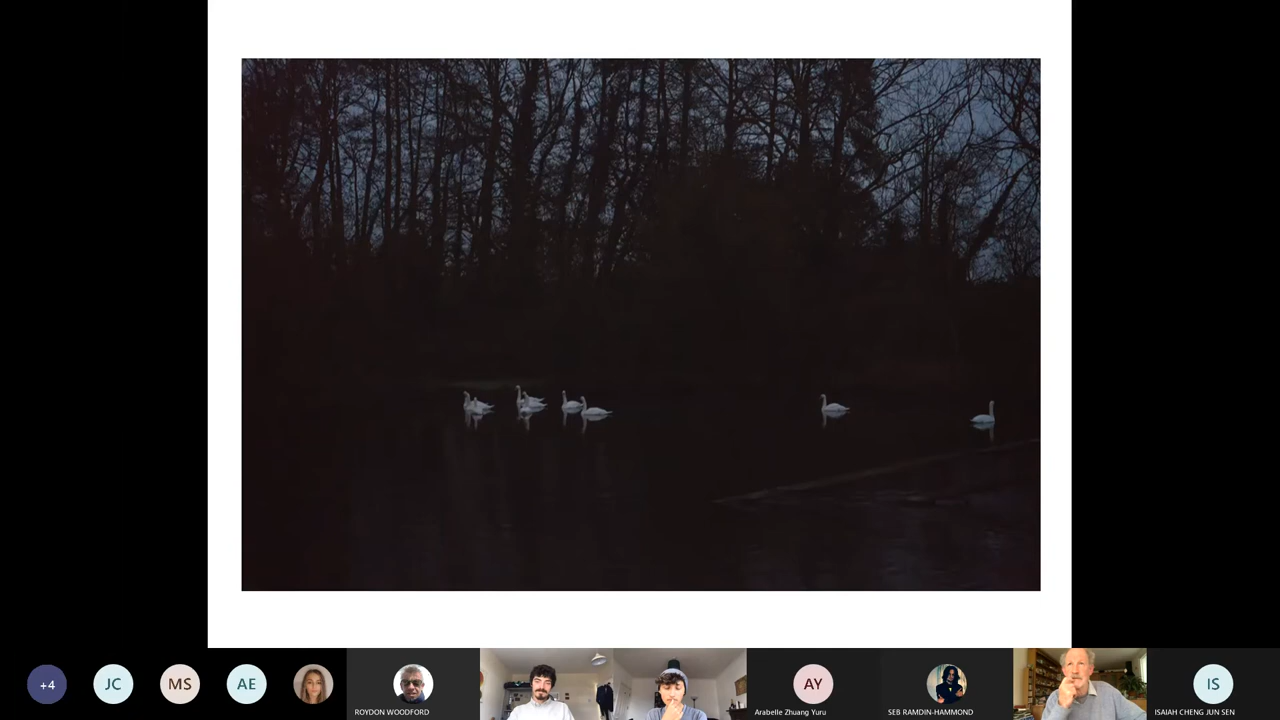 +4
JC
MS
AE
ROYDON WOODFORD
AY
Arabelle Zhuang Yuru
SEB RAMDIN-HAMMOND
IS
ISAIAH CHENG JUN SEN